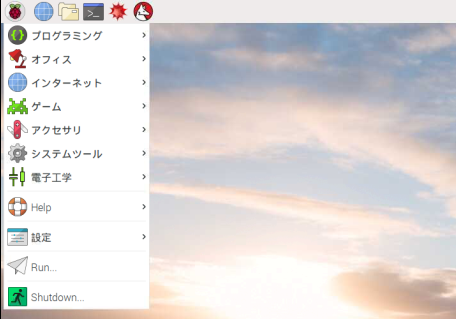 プログラミング
オフィス
インターネット
ゲーム
アクセサリ
システムツール
電子工学
Help
設定
Run...
Shutdown...